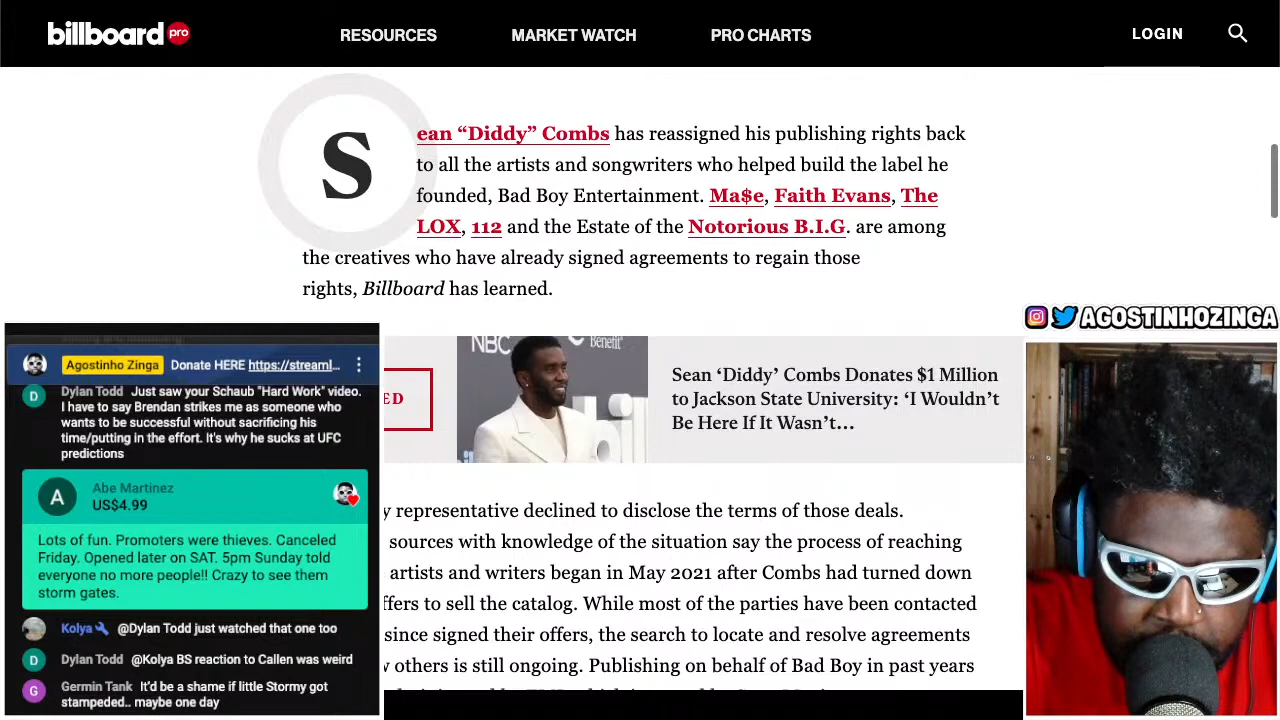 billboard pro
RESOURCES
MARKET WATCH
PRO CHARTS
LOGIN
Sean “Diddy” Combs has reassigned his publishing rights back
to all the artists and songwriters who helped build the label he
founded, Bad Boy Entertainment. Ma$e, Faith Evans, The
LOX, 112 and the Estate of the Notorious B.I.G. are among
the creatives who have already signed agreements to regain those
rights, Billboard has learned.
ED
NBC
Benefit
Sean ‘Diddy’ Combs Donates $1 Million
to Jackson State University: ‘I Wouldn’t
Be Here If It Wasn’t…
y representative declined to disclose the terms of those deals.
sources with knowledge of the situation say the process of reaching
artists and writers began in May 2021 after Combs had turned down
ffers to sell the catalog. While most of the parties have been contacted
since signed their offers, the search to locate and resolve agreements
others is still ongoing. Publishing on behalf of Bad Boy in past years
Agostinho Zinga Donate HERE https://streaml...
D Dylan Todd Just saw your Schaub "Hard Work" video.
I have to say Brendan strikes me as someone who
wants to be successful without sacrificing his
time/putting in the effort. It's why he sucks at UFC
predictions
A Abe Martinez
US$4.99
Lots of fun. Promoters were thieves. Canceled
Friday. Opened later on SAT. 5pm Sunday told
everyone no more people!! Crazy to see them
storm gates.
Kolya @Dylan Todd just watched that one too
D Dylan Todd @Kolya BS reaction to Callen was weird
G Germin Tank It'd be a shame if little Stormy got
stampeded.. maybe one day
AGOSTINHOZINGA